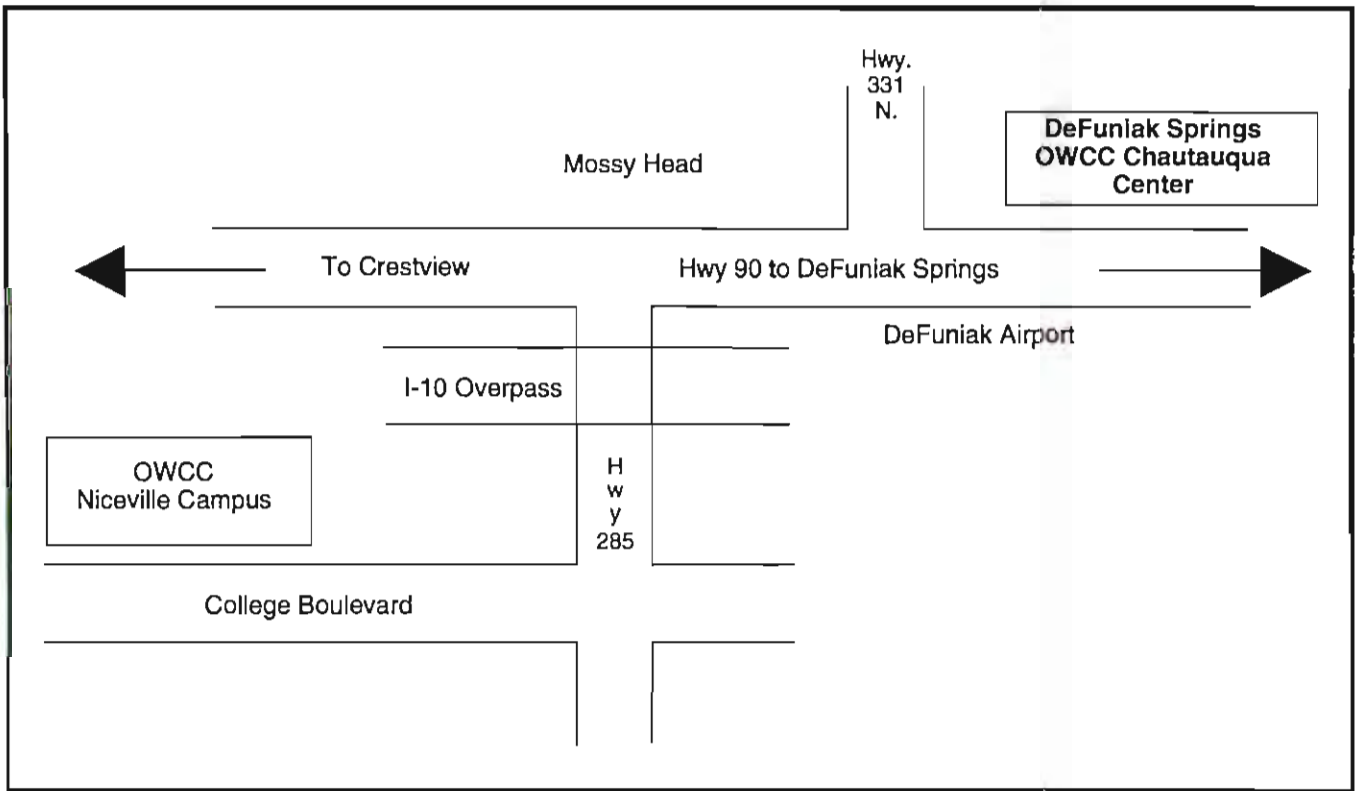 Hwy.
331
N.
DeFuniak Springs
OWCC Chautauqua
Center
Mossy Head
To Crestview
Hwy 90 to DeFuniak Springs
DeFuniak Airport
I-10 Overpass
OWCC
Niceville Campus
H
w
y
285
College Boulevard